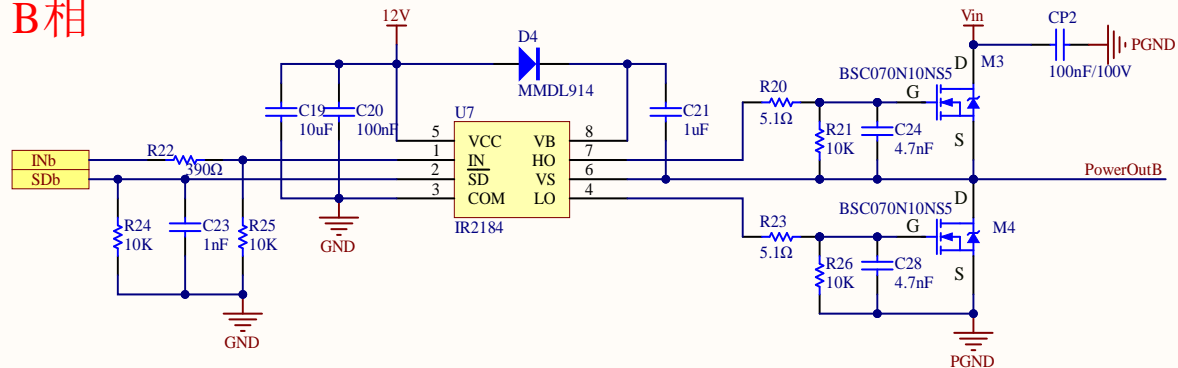 B相
12V
Vin
CP2
PGND
100nF/100V
D4
MMDL914
D
M3
BSC070N10NS5
G
S
C19
10uF
C20
100nF
C21
1uF
R20
5.1Ω
R21
10K
C24
4.7nF
U7
5
VCC
VB
8
1
IN
HO
7
2
SD
VS
6
3
COM
LO
4
IR2184
INb
SDb
R22
390Ω
R24
10K
C23
1nF
R25
10K
GND
GND
PowerOutB
R23
5.1Ω
R26
10K
C28
4.7nF
BSC070N10NS5
D
G
S
M4
PGND